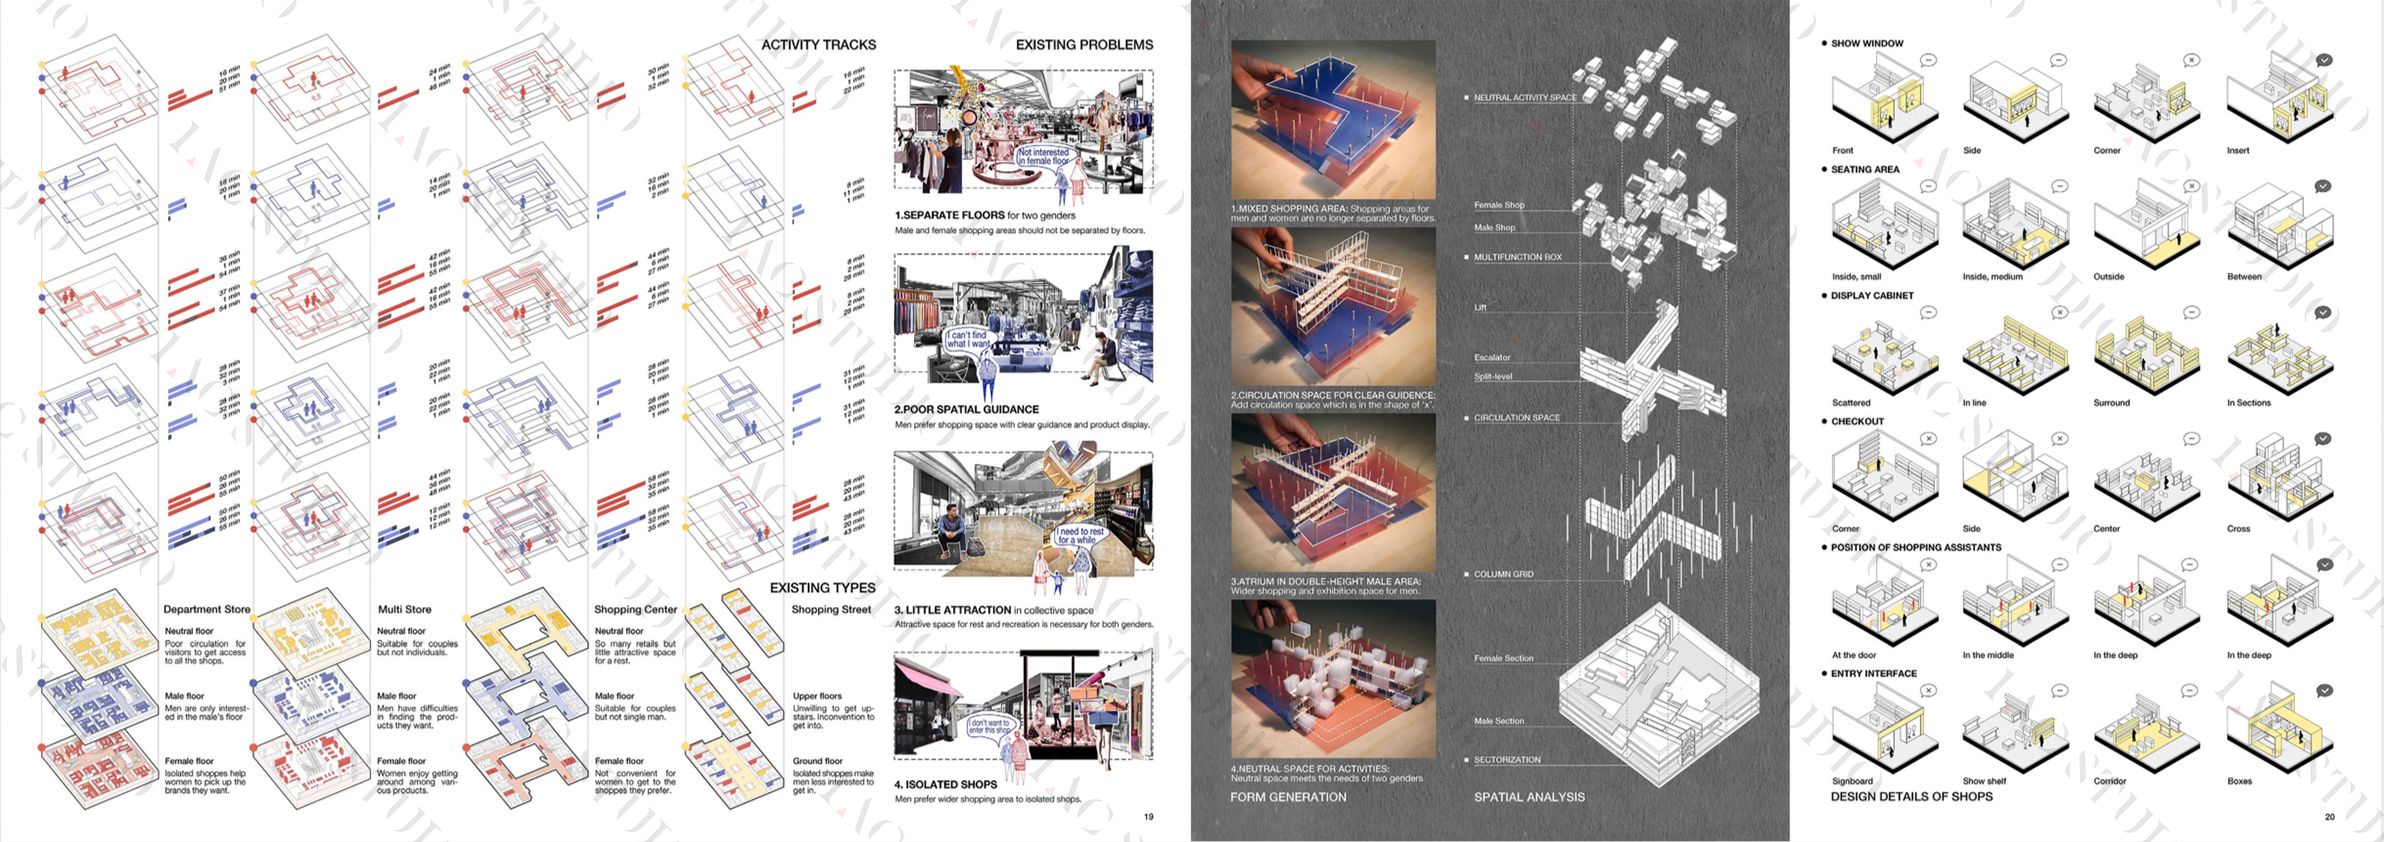 ACTIVITY TRACKS
16 min
20 min
51 min
24 min
1 min
46 min
30 min
1 min
32 min
16 min
1 min
22 min
16 min
20 min
1 min
14 min
20 min
1 min
32 min
16 min
2 min
8 min
11 min
1 min
36 min
1 min
54 min
37 min
1 min
54 min
42 min
16 min
55 min
42 min
16 min
55 min
44 min
6 min
27 min
44 min
6 min
27 min
8 min
2 min
28 min
8 min
2 min
28 min
28 min
32 min
3 min
28 min
32 min
3 min
20 min
22 min
1 min
20 min
22 min
1 min
28 min
20 min
1 min
28 min
20 min
1 min
31 min
12 min
1 min
31 min
12 min
1 min
50 min
26 min
55 min
50 min
26 min
55 min
44 min
36 min
48 min
12 min
12 min
12 min
58 min
32 min
35 min
58 min
32 min
35 min
28 min
20 min
43 min
28 min
20 min
43 min
EXISTING TYPES
Department Store
Neutral floor
Poor circulation for
visitors to get access
to all the shops.
Male floor
Men are only interest-
ed in the male's floor
Female floor
Isolated shoppes help
women to pick up the
brands they want.
Multi Store
Neutral floor
Suitable for couples
but not individuals.
Male floor
Men have difficulties
in finding the prod-
ucts they want.
Female floor
Women enjoy getting
around among vari-
ous products.
Shopping Center
Neutral floor
So many retails but
little attractive space
for a rest.
Male floor
Suitable for couples
but not single man.
Female floor
Not convenient for
women to get to the
shoppes they prefer.
Shopping Street
Upper floors
Unwilling to get up-
stairs. Inconvention to
get into.
Ground floor
Isolated shoppes make
men less interested to
get in.
EXISTING PROBLEMS
Not interested
in female floor
1.SEPARATE FLOORS for two genders
Male and female shopping areas should not be separated by floors.
I can't find
what I want
2.POOR SPATIAL GUIDANCE
Men prefer shopping space with clear guidance and product display.
I need to rest
for a while
3. LITTLE ATTRACTION in collective space
Attractive space for rest and recreation is necessary for both genders.
I don't want to
enter this shop
4. ISOLATED SHOPS
Men prefer wider shopping area to isolated shops.
19
1.MIXED SHOPPING AREA: Shopping areas for
men and women are no longer separated by floors.
2.CIRCULATION SPACE FOR CLEAR GUIDENCE:
Add circulation space which is in the shape of 'x'.
3.ATRIUM IN DOUBLE-HEIGHT MALE AREA:
Wider shopping and exhibition space for men.
4.NEUTRAL SPACE FOR ACTIVITIES:
Neutral space meets the needs of two genders
FORM GENERATION
NEUTRAL ACTIVITY SPACE
Female Shop
Male Shop
MULTIFUNCTION BOX
Lift
Escalator
Split-level
CIRCULATION SPACE
COLUMN GRID
Female Section
Male Section
SECTORIZATION
SPATIAL ANALYSIS
SHOW WINDOW
Front
Side
Corner
Insert
SEATING AREA
Inside, small
Inside, medium
Outside
Between
DISPLAY CABINET
Scattered
In line
Surround
In Sections
CHECKOUT
Corner
Side
Center
Cross
POSITION OF SHOPPING ASSISTANTS
At the door
In the middle
In the deep
In the deep
ENTRY INTERFACE
Signboard
Show shelf
Corridor
Boxes
DESIGN DETAILS OF SHOPS
20